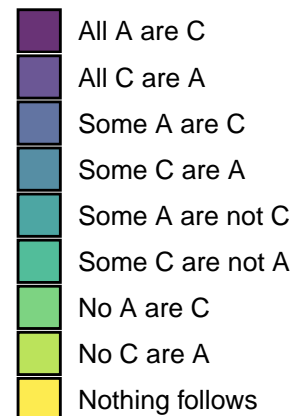 All A are C
All C are A
Some A are C
Some C are A
Some A are not C
Some C are not A
No A are C
No C are A
Nothing follows